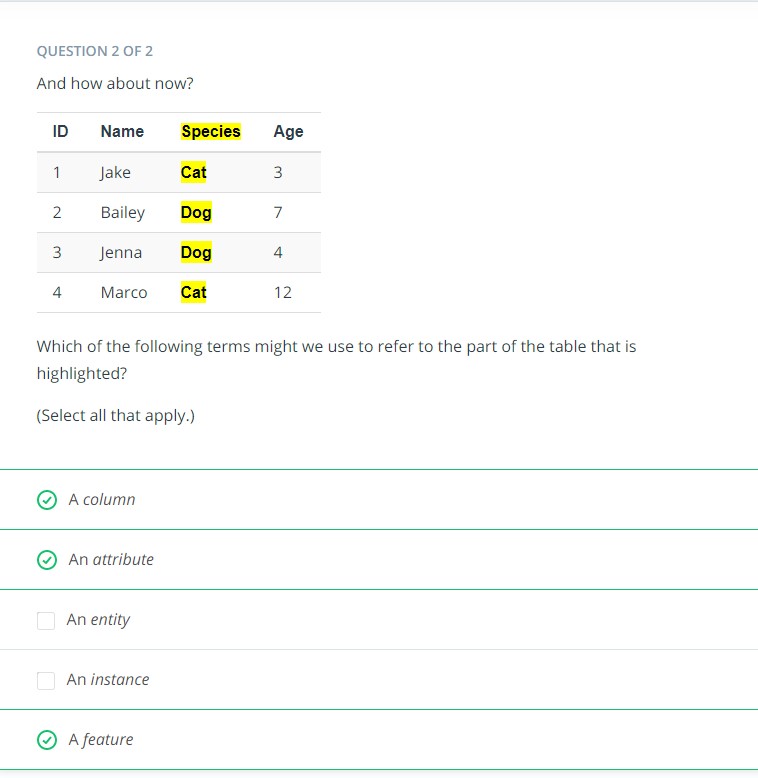 QUESTION 2 OF 2
And how about now?
ID Name Species Age
1 Jake Cat 3
2 Bailey Dog 7
3 Jenna Dog 4
4 Marco Cat 12
Which of the following terms might we use to refer to the part of the table that is
highlighted?
(Select all that apply.)
A column
An attribute
An entity
An instance
A feature